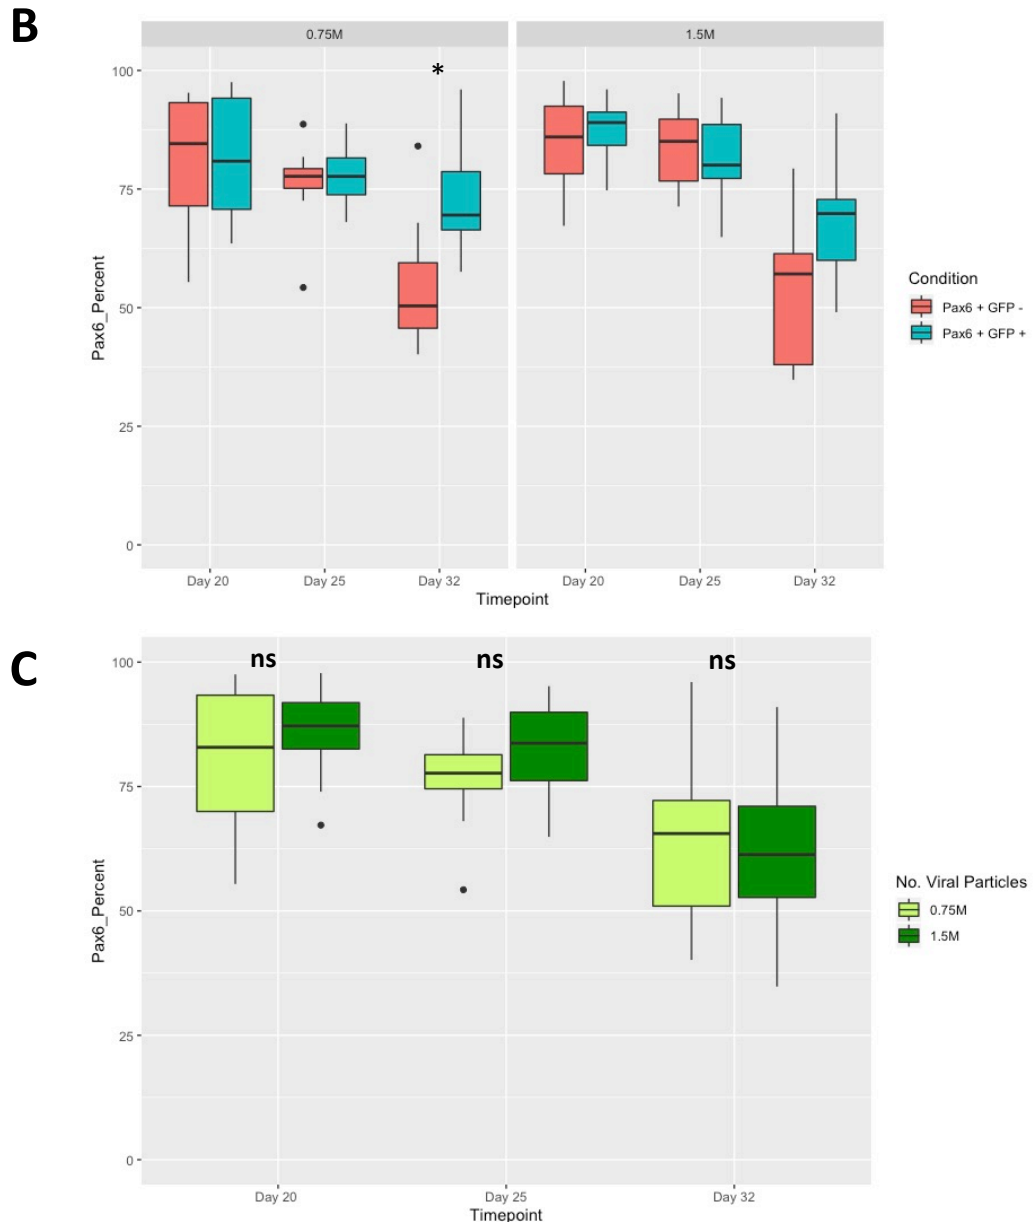 B
0.75M 1.5M
*
100
75
50
25
0
Pax6_Percent
Day 20 Day 25 Day 32 Day 20 Day 25 Day 32
Timepoint
Condition
Pax6 + GFP -
Pax6 + GFP +
C
ns ns ns
100
75
50
25
0
Pax6_Percent
Day 20 Day 25 Day 32
Timepoint
No. Viral Particles
0.75M
1.5M